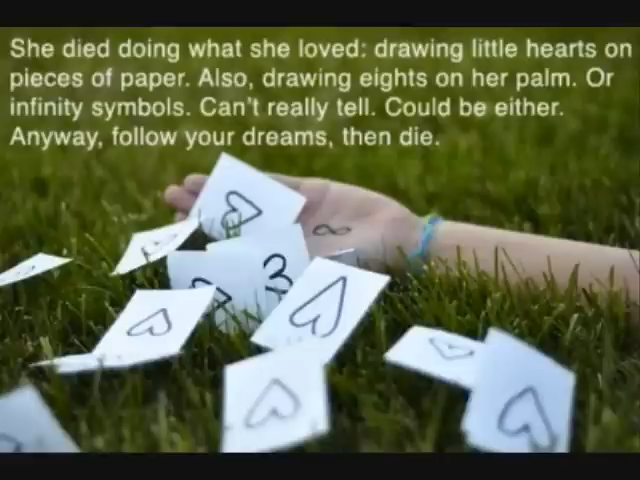 She died doing what she loved: drawing little hearts on
pieces of paper. Also, drawing eights on her palm. Or
infinity symbols. Can't really tell. Could be either.
Anyway, follow your dreams, then die.